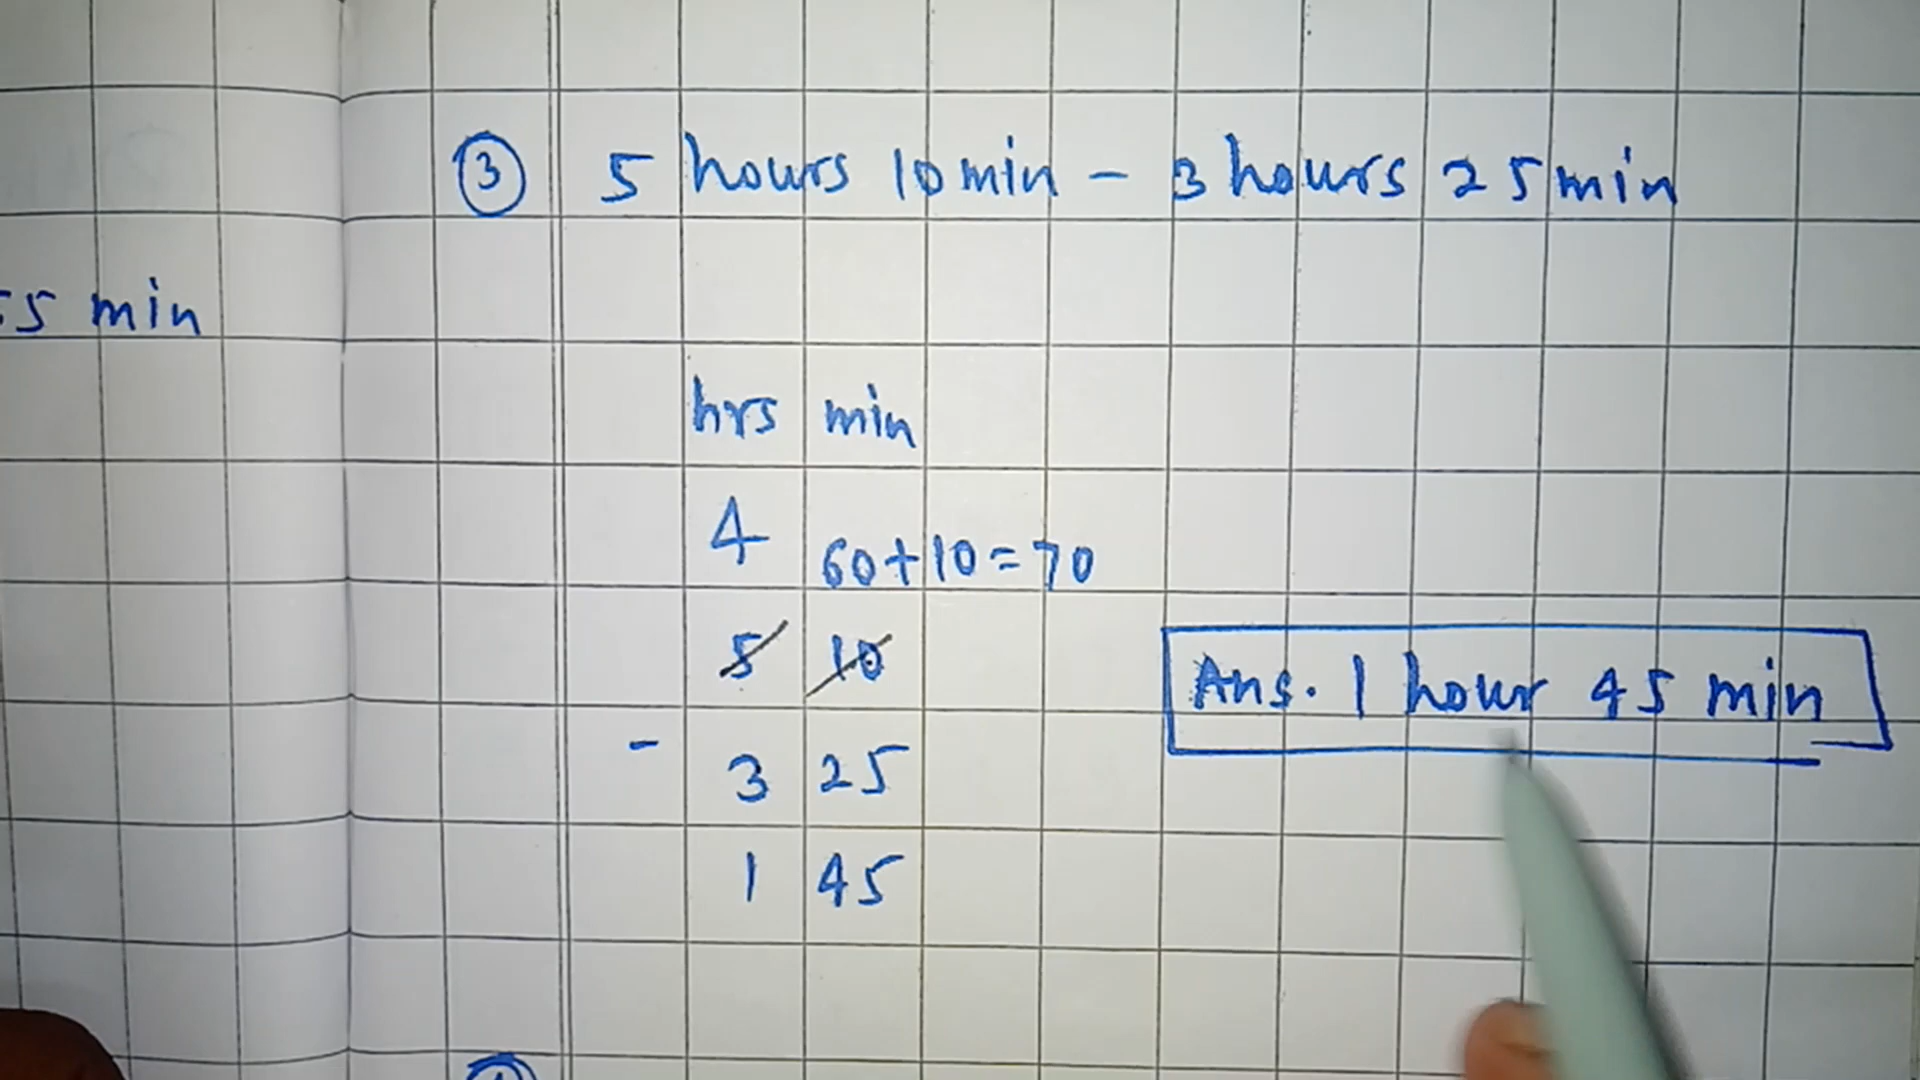 ③ 5 hours 10 min - 3 hours 25 min
5 min
hrs min
4 60+10=70
5 10
Ans. 1 hour 45 min
- 3 25
1 45